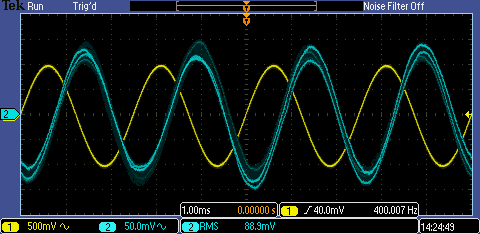 Tek Run Trig'd Noise Filter Off
2
1.00ms 0.00000 s 1 40.0mV 400.007 Hz
1 500mV 2 50.0mV 2 RMS 88.9mV 14:24:49